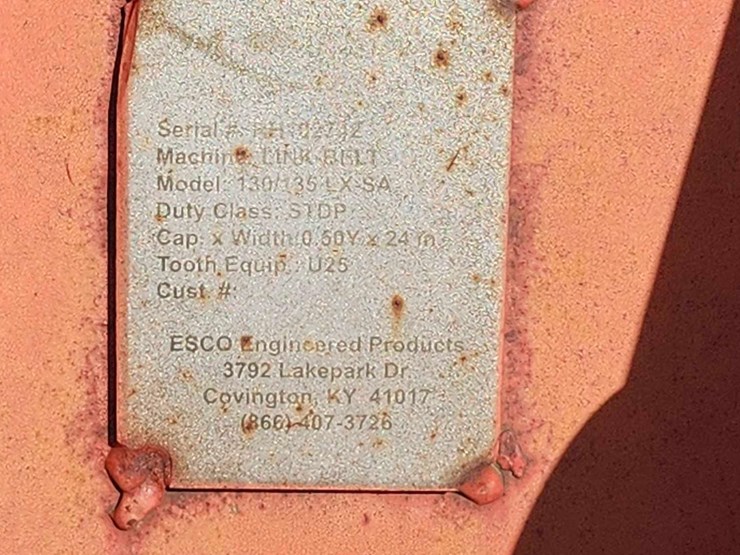 Serial #:
Machine: LINK-BELT
Model: 130/135 LX-SA
Duty Class: STDP
Cap. x Width: 0.50Y x 24 in
Tooth Equip.: U25
Cust. #:
ESCO Engineered Products
3792 Lakepark Dr.
Covington, KY 41017
(866) 407-3726